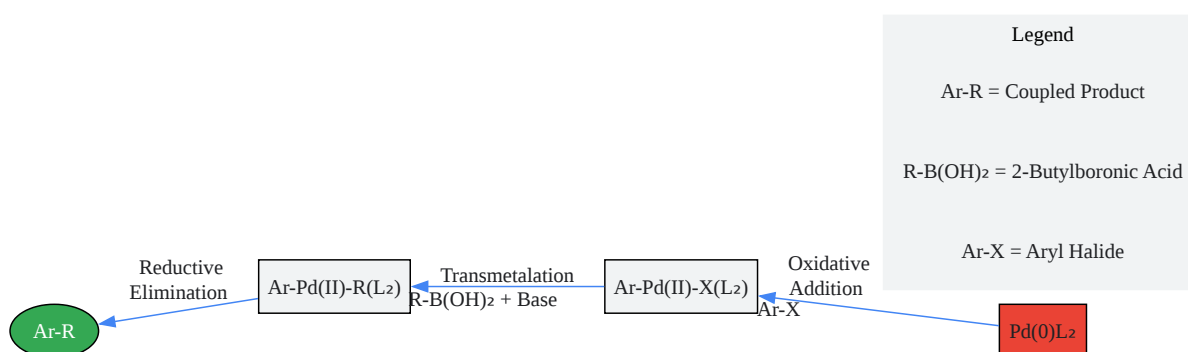 Legend
Ar-R = Coupled Product
R-B(OH)₂ = 2-Butylboronic Acid
Ar-X = Aryl Halide
Reductive
Elimination
Transmetalation
R-B(OH)₂ + Base
Oxidative
Addition
Ar-X
Ar-R
Ar-Pd(II)-R(L₂)
Ar-Pd(II)-X(L₂)
Pd(0)L₂